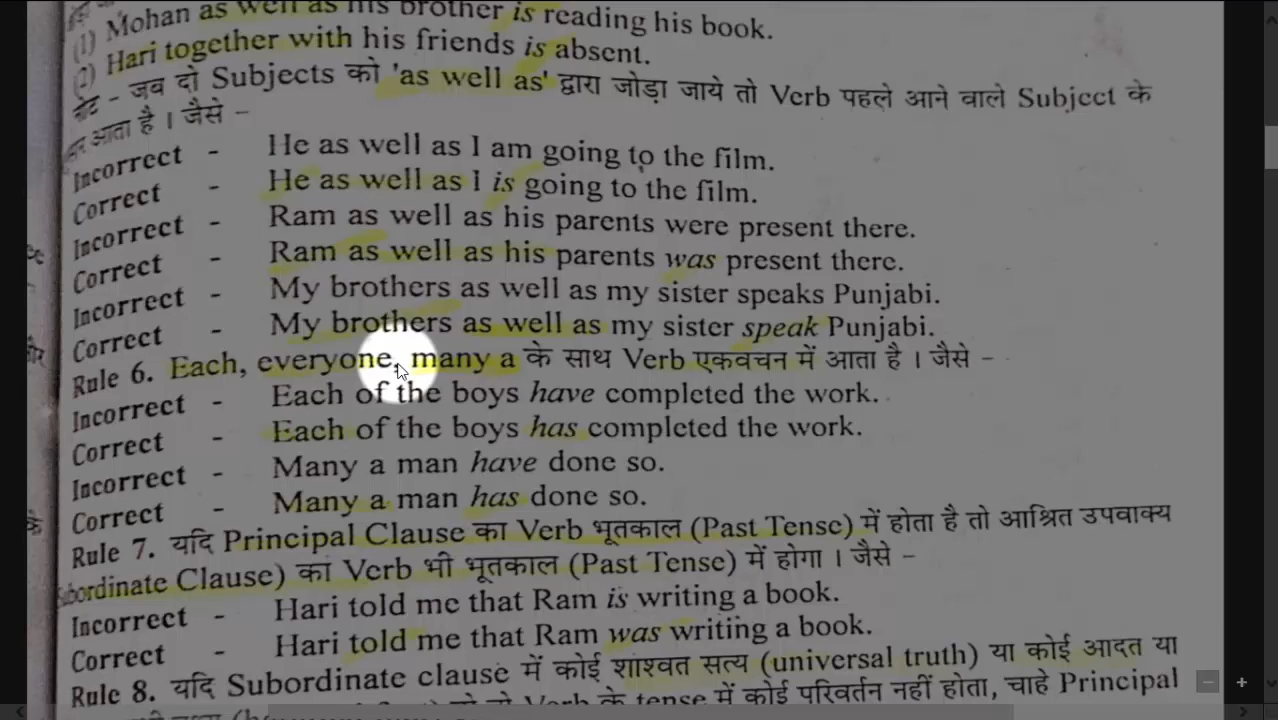 (1) Mohan as well as his brother is reading his book.
(2) Hari together with his friends is absent.
नोट - जब दो Subjects को 'as well as' द्वारा जोड़ा जाये तो Verb पहले आने वाले Subject के
आता है । जैसे –
Incorrect - He as well as I am going to the film.
Correct - He as well as I is going to the film.
Incorrect - Ram as well as his parents were present there.
Correct - Ram as well as his parents was present there.
Incorrect - My brothers as well as my sister speaks Punjabi.
Correct - My brothers as well as my sister speak Punjabi.
Rule 6. Each, everyone, many a के साथ Verb एकवचन में आता है । जैसे –
Incorrect - Each of the boys have completed the work.
Correct - Each of the boys has completed the work.
Incorrect - Many a man have done so.
Correct - Many a man has done so.
Rule 7. यदि Principal Clause का Verb भूतकाल (Past Tense) में होता है तो आश्रित उपवाक्य
bordinate Clause) का Verb भी भूतकाल (Past Tense) में होगा । जैसे –
Incorrect - Hari told me that Ram is writing a book.
Correct - Hari told me that Ram was writing a book.
Rule 8. यदि Subordinate clause में कोई शाश्वत सत्य (universal truth) या कोई आदत या
Verb के tense में कोई परिवर्तन नहीं होता, चाहे Principal